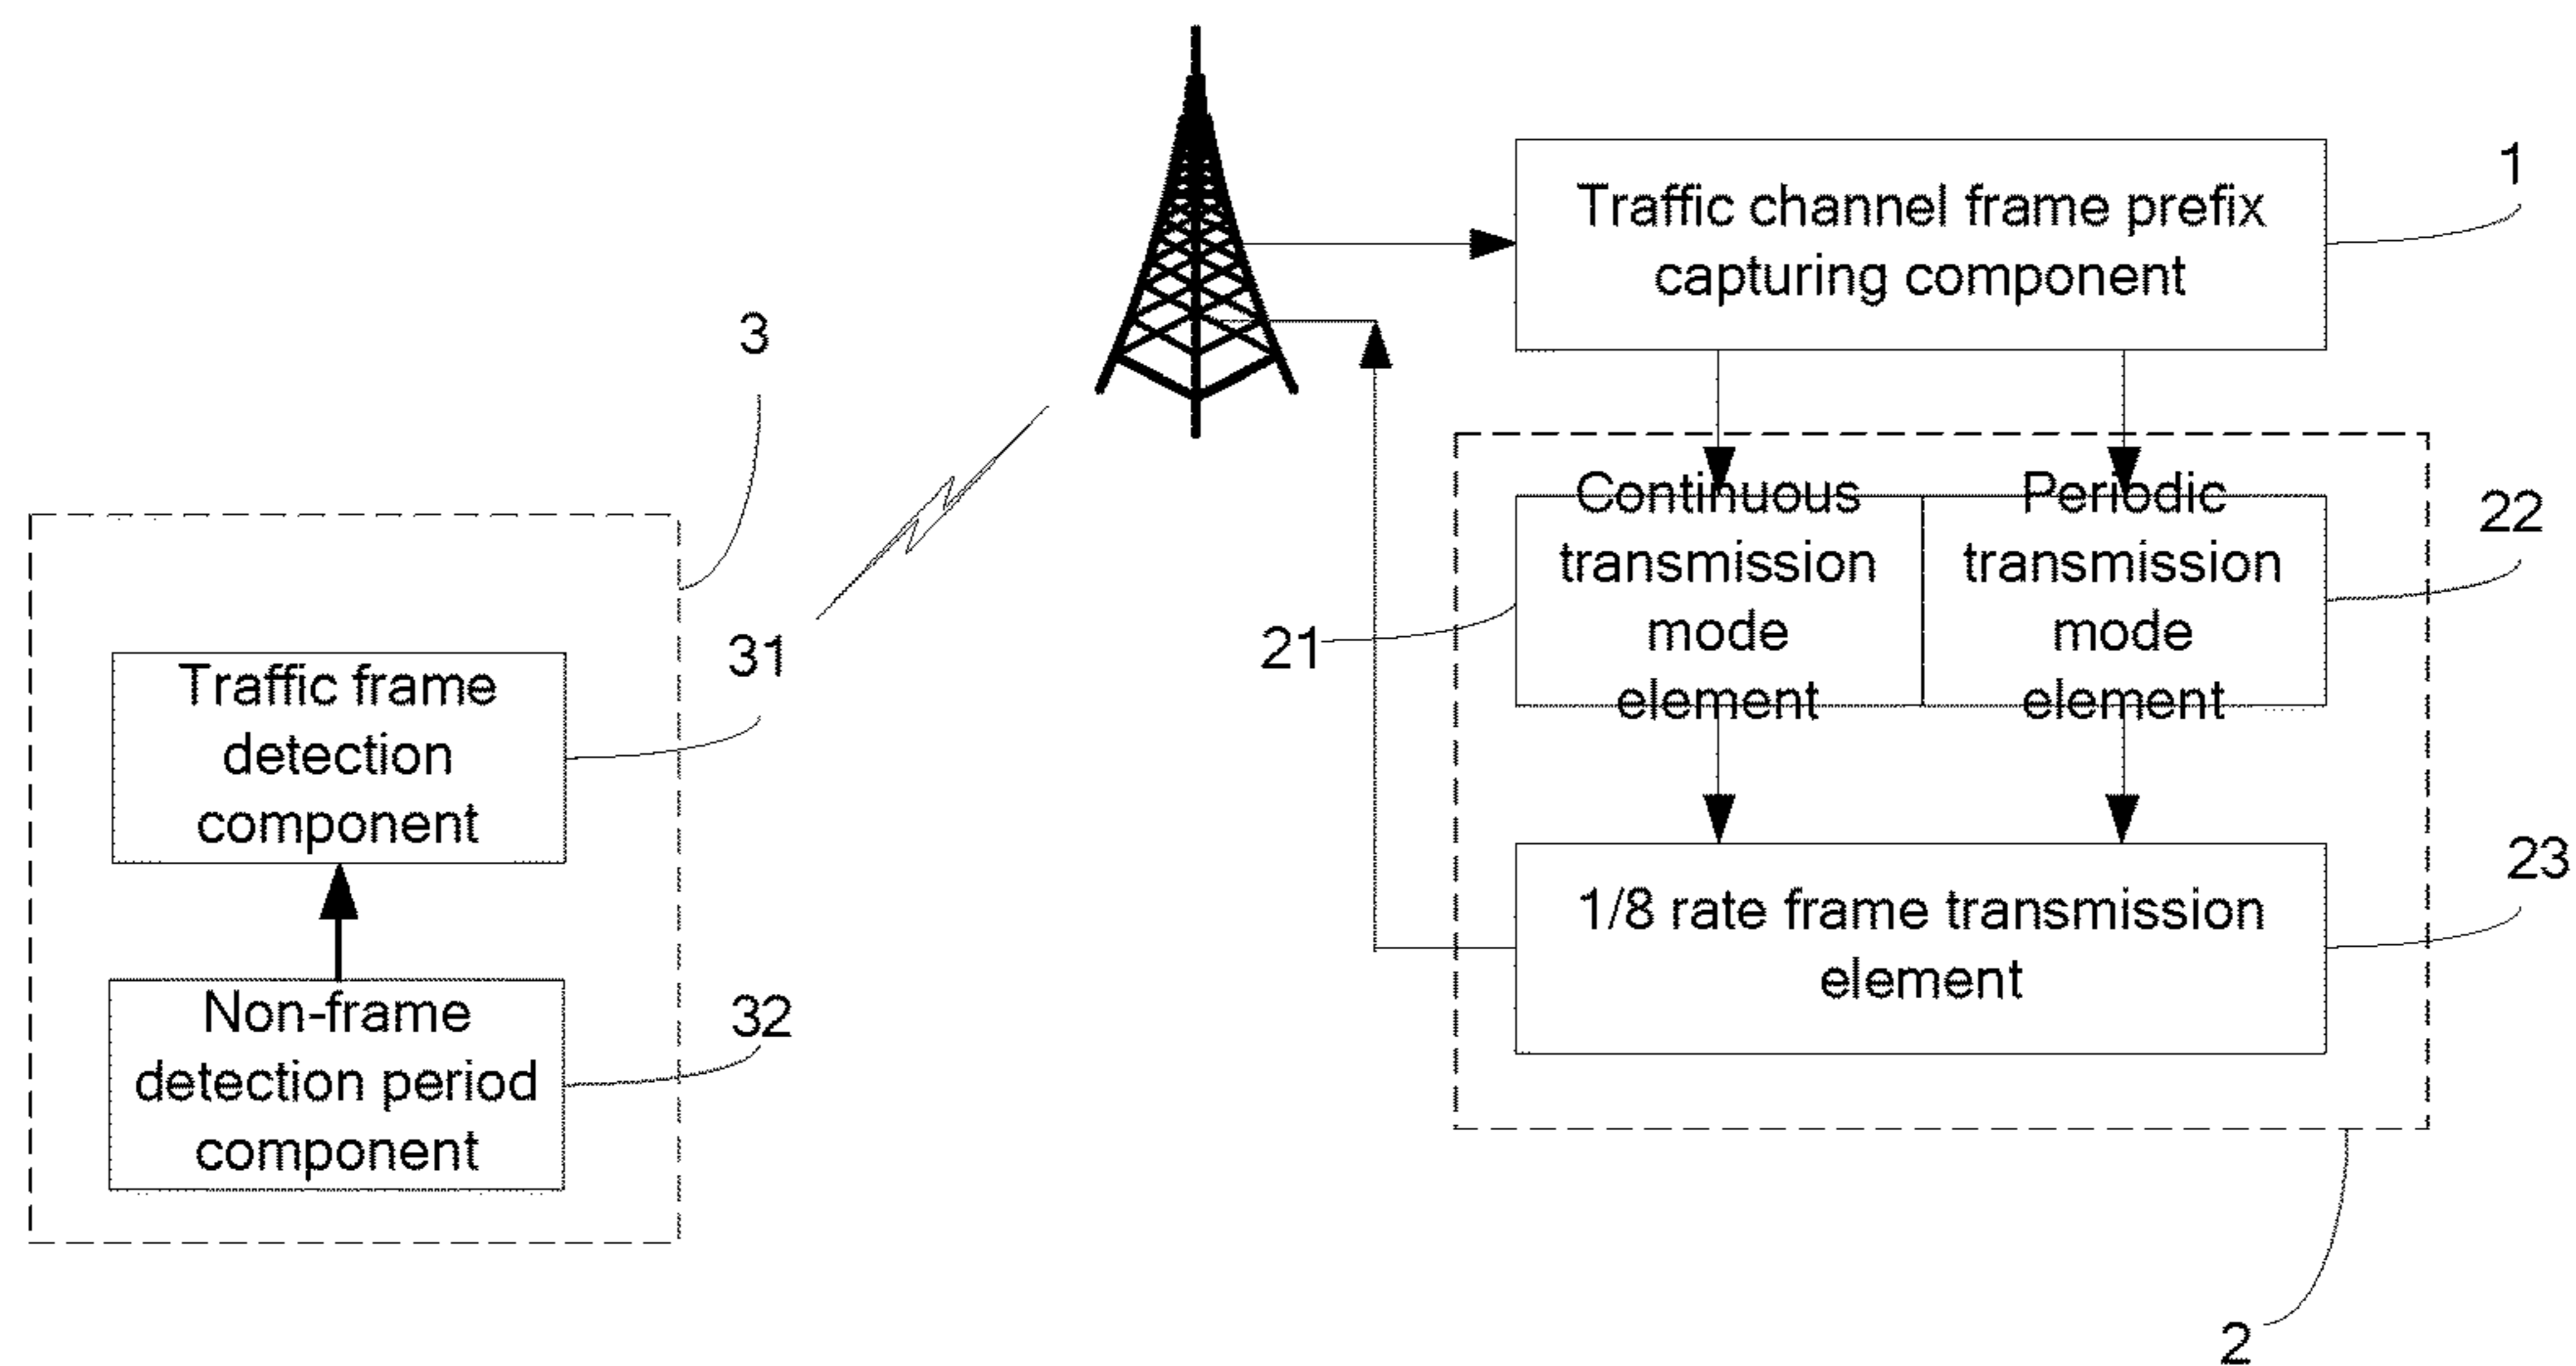 1
Traffic channel frame prefix
capturing component
3
Continuous
transmission
mode
element
Periodic
transmission
mode
element
22
21
31
Traffic frame
detection
component
23
1/8 rate frame transmission
element
32
Non-frame
detection period
component
2